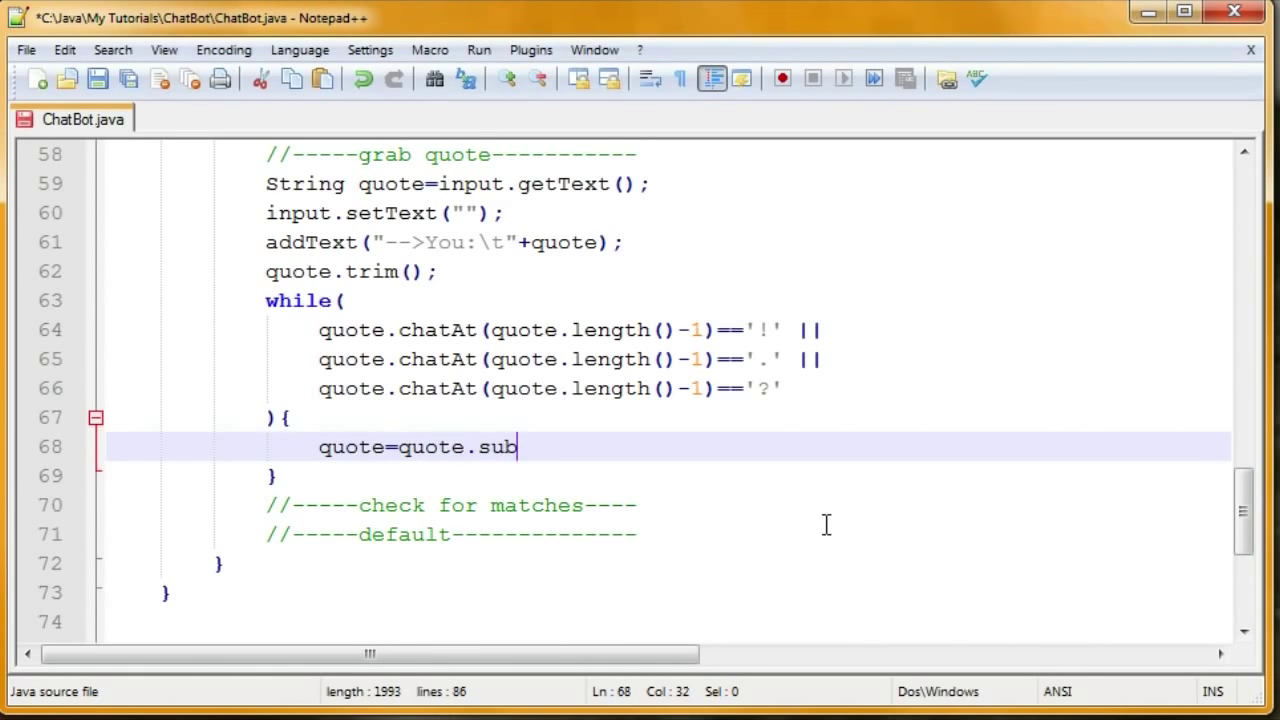 *C:\Java\My Tutorials\ChatBot\ChatBot.java - Notepad++
File Edit Search View Encoding Language Settings Macro Run Plugins Window ? X
ABC
ChatBot.java
58 //-----grab quote-----------
59 String quote=input.getText();
60 input.setText("");
61 addText("-->You:\t"+quote);
62 quote.trim();
63 while(
64 quote.chatAt(quote.length()-1)=='!' ||
65 quote.chatAt(quote.length()-1)=='.' ||
66 quote.chatAt(quote.length()-1)=='?'
67 ){
68 quote=quote.sub
69 }
70 //-----check for matches----
71 //-----default--------------
72 }
73 }
74
Java source file length : 1993 lines : 86 Ln : 68 Col : 32 Sel : 0 Dos\Windows ANSI INS